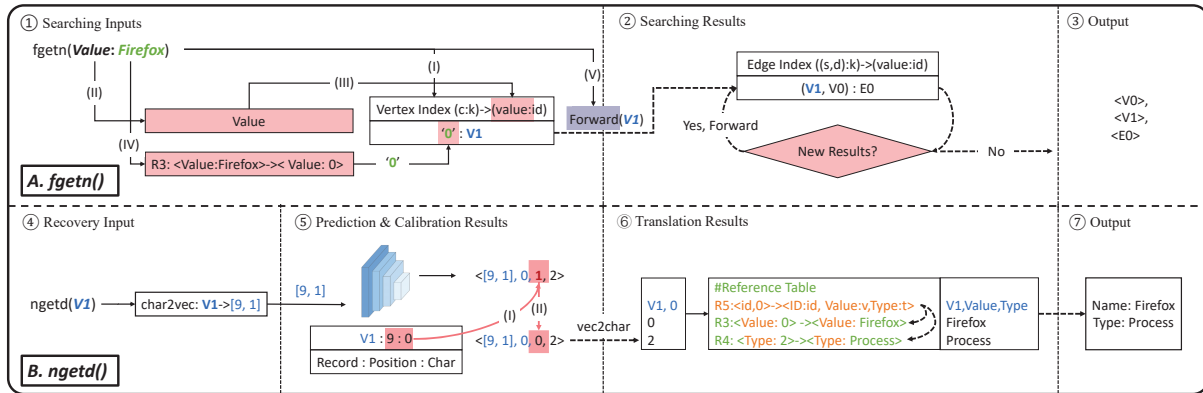 ① Searching Inputs
② Searching Results
③ Output
fgetn(Value: Firefox)
(I)
(II)
(III)
(V)
Edge Index ((s,d):k)->(value:id)
(V1, V0) : E0
Vertex Index (c:k)->(value:id)
'0' : V1
Forward(V1)
Value
(IV)
R3: <Value:Firefox>->< Value: 0>
'0'
Yes, Forward
New Results?
No
<V0>,
<V1>,
<E0>
A. fgetn()
④ Recovery Input
⑤ Prediction & Calibration Results
⑥ Translation Results
⑦ Output
ngetd(V1)
char2vec: V1->[9, 1]
[9, 1]
<[9, 1], 0, 1, 2>
(I)
(II)
V1 : 9 : 0
Record : Position : Char
<[9, 1], 0, 0, 2>
vec2char
V1, 0
0
2
#Reference Table
R5:<id,0>-><ID:id, Value:v,Type:t>
R3:<Value: 0> -><Value: Firefox>
R4: <Type: 2>-><Type: Process>
V1,Value,Type
Firefox
Process
Name: Firefox
Type: Process
B. ngetd()